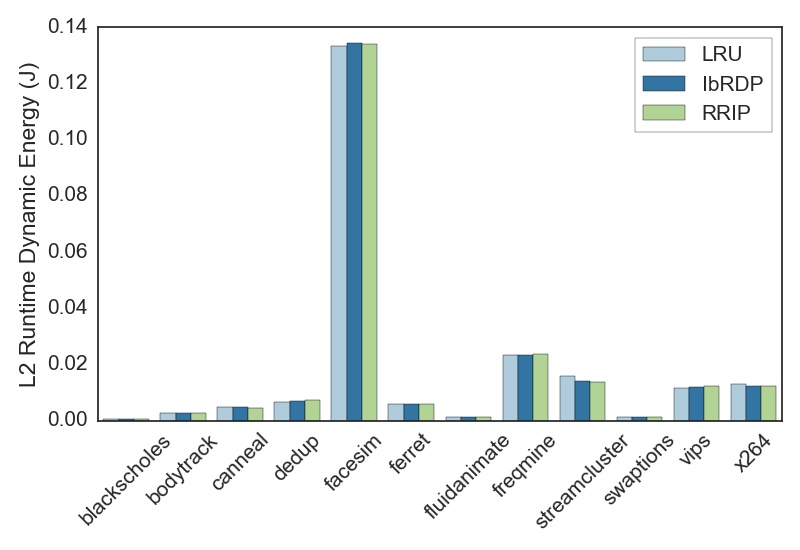 0.14
0.12
0.10
0.08
0.06
0.04
0.02
0.00
L2 Runtime Dynamic Energy (J)
LRU
IbRDP
RRIP
blackscholes
bodytrack
canneal
dedup
facesim
ferret
fluidanimate
freqmine
streamcluster
swaptions
vips
x264